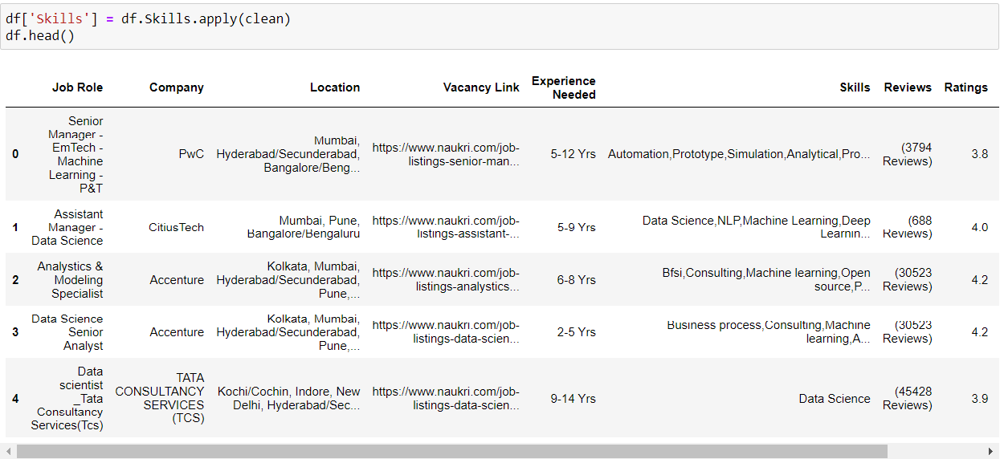 df['Skills'] = df.Skills.apply(clean)
df.head()
Job Role Company Location Vacancy Link Experience Needed Skills Reviews Ratings
0 Senior Manager - EmTech - Machine Learning - P&T PwC Mumbai, Hyderabad/Secunderabad, Bangalore/Beng... https://www.naukri.com/job-listings-senior-man... 5-12 Yrs Automation,Prototype,Simulation,Analytical,Pro... (3794 Reviews) 3.8
1 Assistant Manager - Data Science CitiusTech Mumbai, Pune, Bangalore/Bengaluru https://www.naukri.com/job-listings-assistant-... 5-9 Yrs Data Science,NLP,Machine Learning,Deep Learnin... (688 Reviews) 4.0
2 Analystics & Modeling Specialist Accenture Kolkata, Mumbai, Hyderabad/Secunderabad, Pune,... https://www.naukri.com/job-listings-analystics... 6-8 Yrs Bfsi,Consulting,Machine learning,Open source,P... (30523 Reviews) 4.2
3 Data Science Senior Analyst Accenture Kolkata, Mumbai, Hyderabad/Secunderabad, Pune,... https://www.naukri.com/job-listings-data-scien... 2-5 Yrs Business process,Consulting,Machine learning,A... (30523 Reviews) 4.2
4 Data scientist _Tata Consultancy Services(Tcs) TATA CONSULTANCY SERVICES (TCS) Kochi/Cochin, Indore, New Delhi, Hyderabad/Sec... https://www.naukri.com/job-listings-data-scien... 9-14 Yrs Data Science (45428 Reviews) 3.9